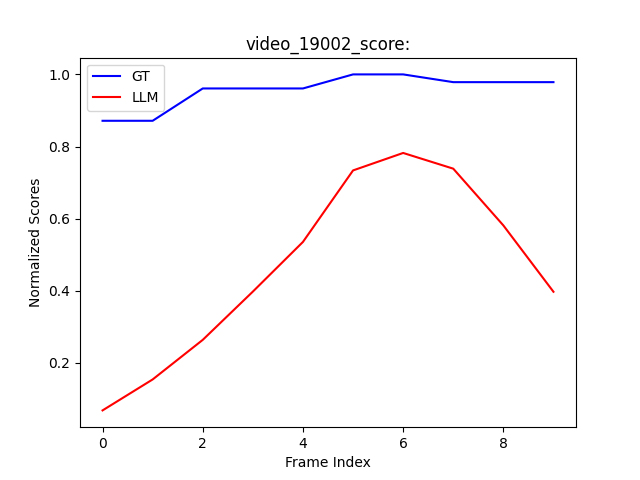 video_19002_score:
GT
LLM
1.0
0.8
0.6
0.4
0.2
Normalized Scores
0 2 4 6 8
Frame Index